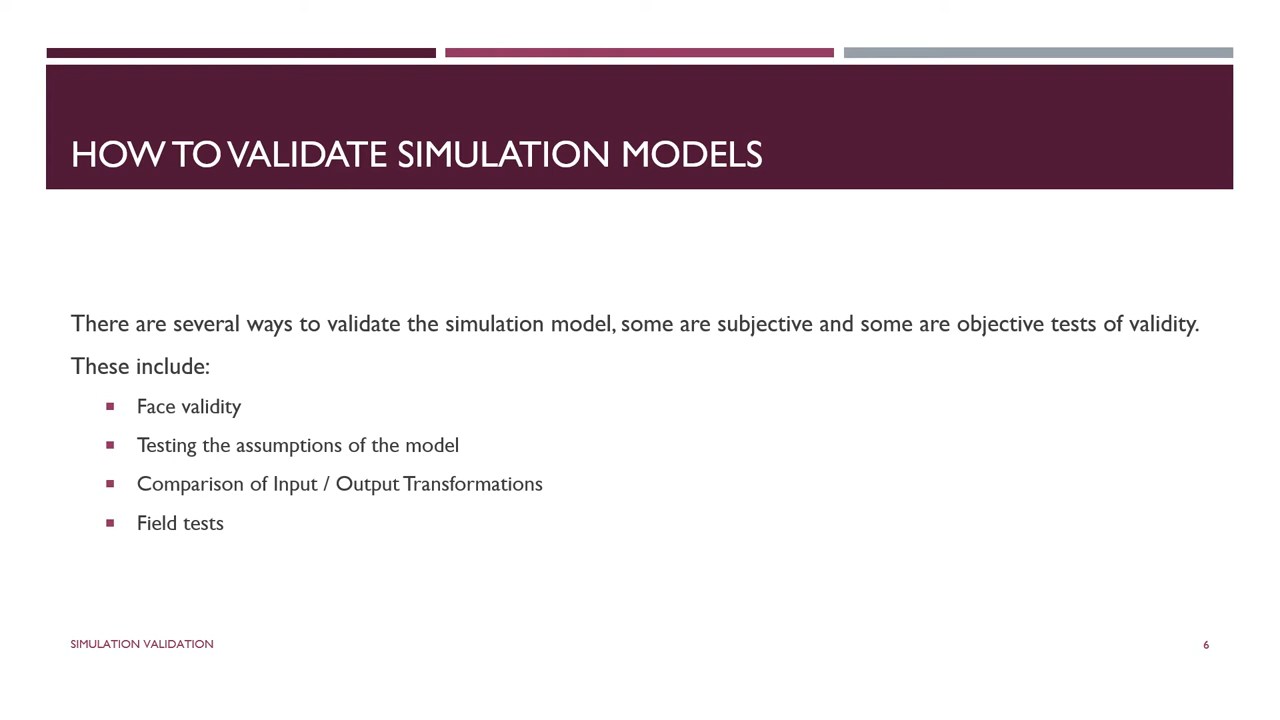 HOW TO VALIDATE SIMULATION MODELS
There are several ways to validate the simulation model, some are subjective and some are objective tests of validity.
These include:
Face validity
Testing the assumptions of the model
Comparison of Input / Output Transformations
Field tests
SIMULATION VALIDATION
6